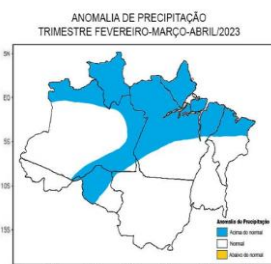 ANOMALIA DE PRECIPITAÇÃO
TRIMESTRE FEVEREIRO-MARÇO-ABRIL/2023
5N
EQ
5S
10S
15S
Anomalia de Precipitação
Acima do normal
Normal
Abaixo do normal